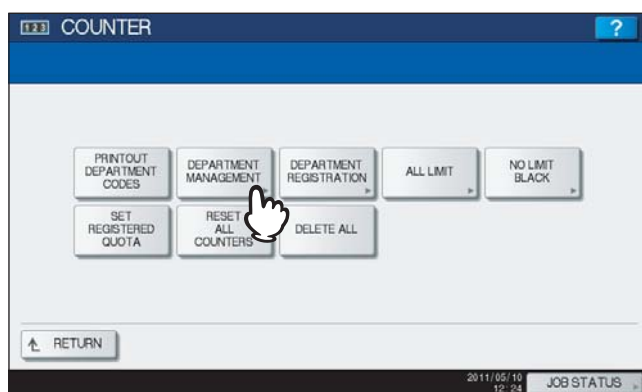 123 COUNTER
?
PRINTOUT
DEPARTMENT
CODES
DEPARTMENT
MANAGEMENT
DEPARTMENT
REGISTRATION
ALL LIMIT
NO LIMIT
BLACK
SET
REGISTERED
QUOTA
RESET
ALL
COUNTERS
DELETE ALL
RETURN
2011/05/10
12:24
JOB STATUS